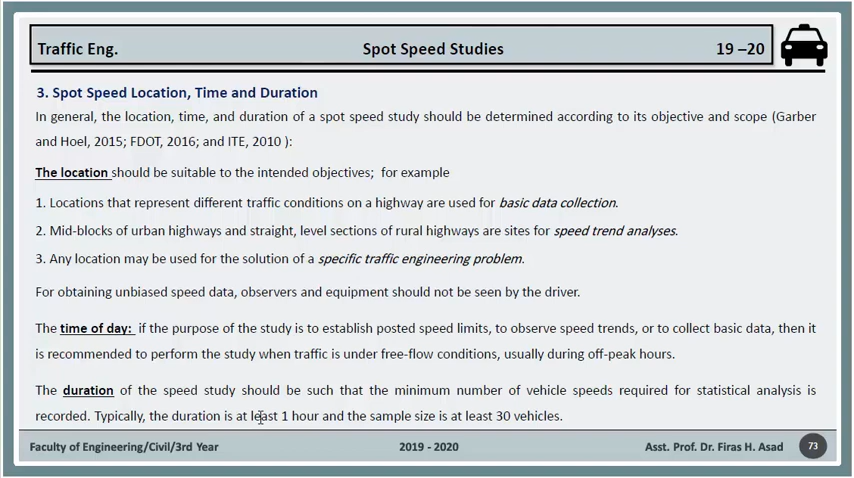 Traffic Eng. Spot Speed Studies 19 –20
3. Spot Speed Location, Time and Duration
In general, the location, time, and duration of a spot speed study should be determined according to its objective and scope (Garber
and Hoel, 2015; FDOT, 2016; and ITE, 2010 ):
The location should be suitable to the intended objectives; for example
1. Locations that represent different traffic conditions on a highway are used for basic data collection.
2. Mid-blocks of urban highways and straight, level sections of rural highways are sites for speed trend analyses.
3. Any location may be used for the solution of a specific traffic engineering problem.
For obtaining unbiased speed data, observers and equipment should not be seen by the driver.
The time of day: if the purpose of the study is to establish posted speed limits, to observe speed trends, or to collect basic data, then it
is recommended to perform the study when traffic is under free-flow conditions, usually during off-peak hours.
The duration of the speed study should be such that the minimum number of vehicle speeds required for statistical analysis is
recorded. Typically, the duration is at least 1 hour and the sample size is at least 30 vehicles.
Faculty of Engineering/Civil/3rd Year 2019 - 2020 Asst. Prof. Dr. Firas H. Asad 73